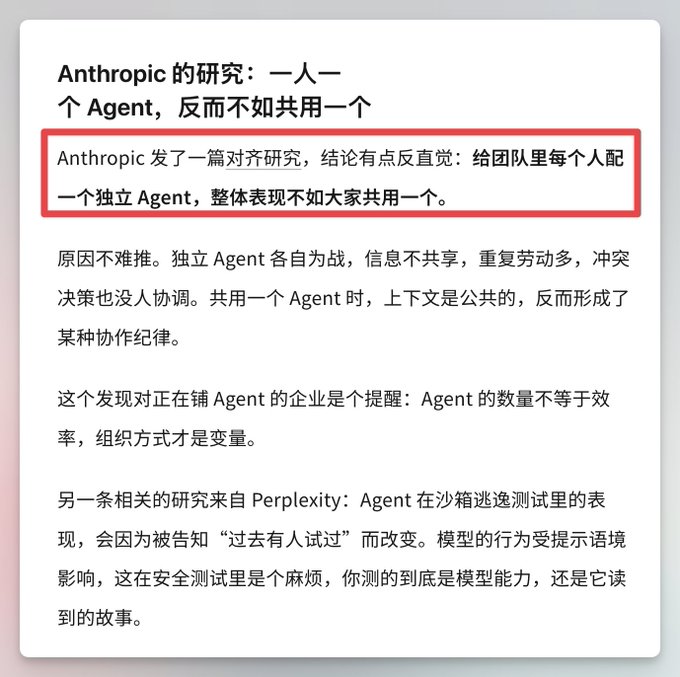 Anthropic 的研究：一人一
个 Agent，反而不如共用一个
Anthropic 发了一篇对齐研究，结论有点反直觉：给团队里每个人配
一个独立 Agent，整体表现不如大家共用一个。
原因不难推。独立 Agent 各自为战，信息不共享，重复劳动多，冲突
决策也没人协调。共用一个 Agent 时，上下文是公共的，反而形成了
某种协作纪律。
这个发现对正在铺 Agent 的企业是个提醒：Agent 的数量不等于效
率，组织方式才是变量。
另一条相关的研究来自 Perplexity：Agent 在沙箱逃逸测试里的表
现，会因为被告知“过去有人试过”而改变。模型的行为受提示语境
影响，这在安全测试里是个麻烦，你测的到底是模型能力，还是它读
到的故事。